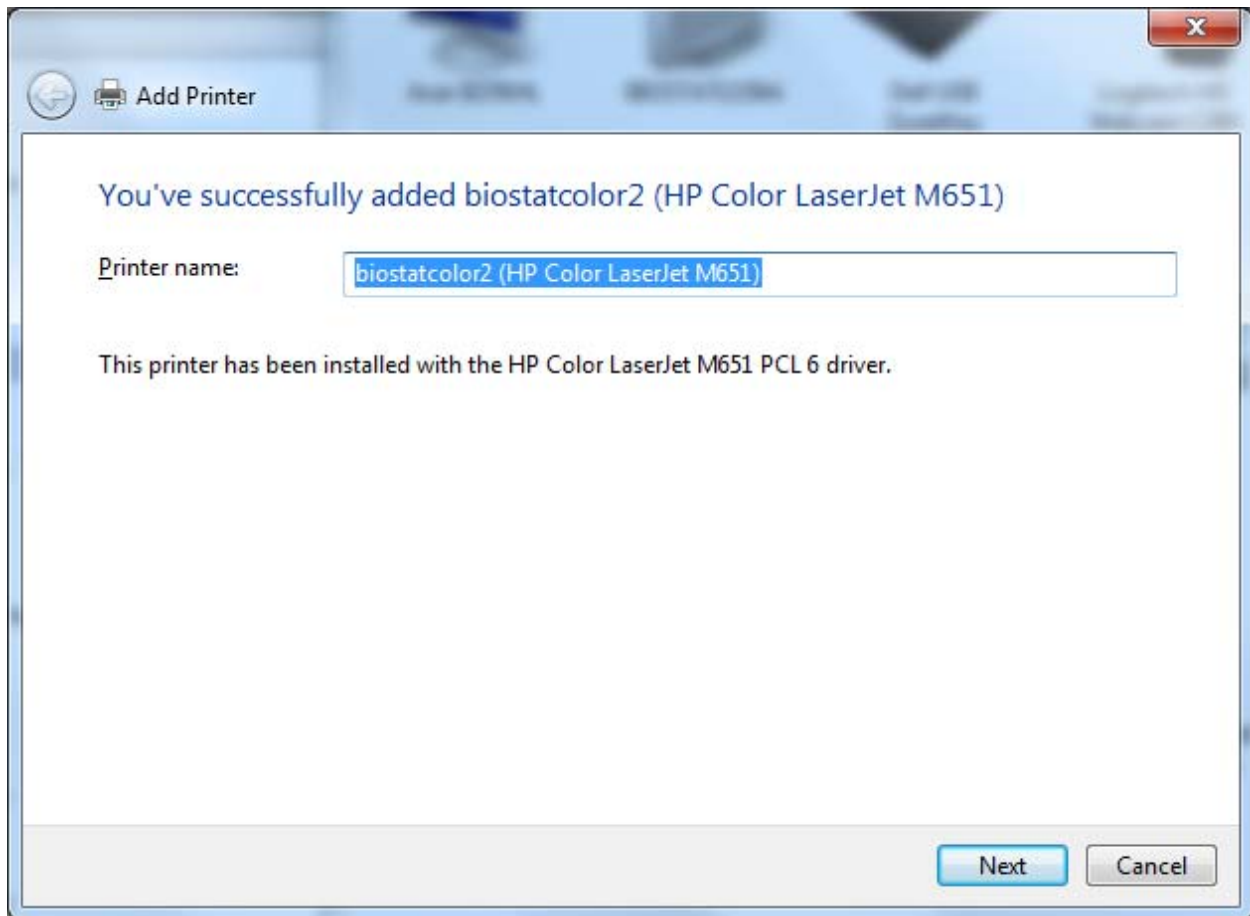 Add Printer
You've successfully added biostatcolor2 (HP Color LaserJet M651)
Printer name:
biostatcolor2 (HP Color LaserJet M651)
This printer has been installed with the HP Color LaserJet M651 PCL 6 driver.
Next
Cancel